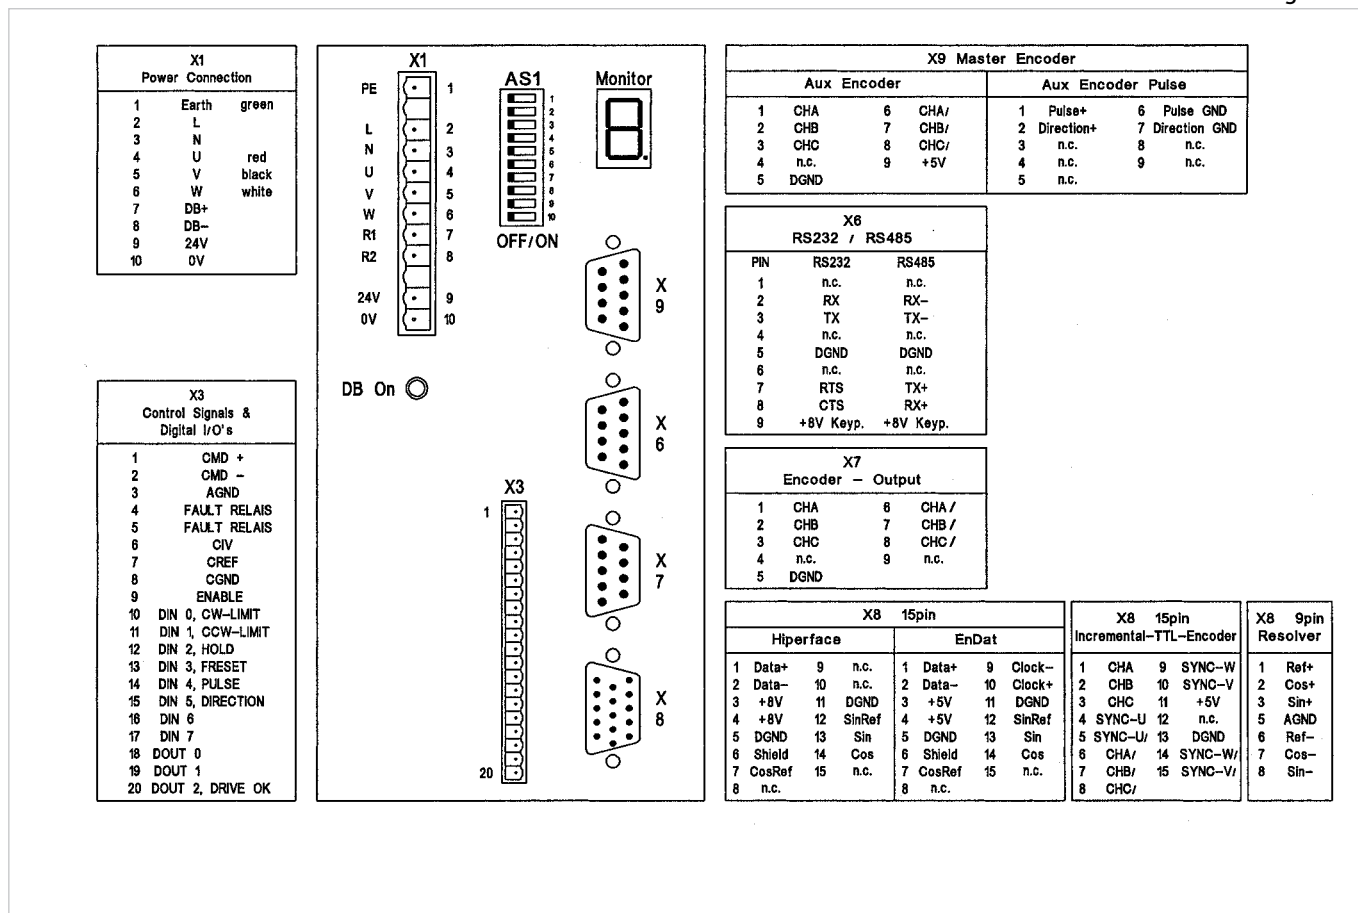 X1
Power Connection
1 Earth green
2 L
3 N
4 U red
5 V black
6 W white
7 DB+
8 DB–
9 24V
10 0V
X3
Control Signals &
Digital I/O's
1 CMD +
2 CMD –
3 AGND
4 FAULT RELAIS
5 FAULT RELAIS
6 CIV
7 CREF
8 CGND
9 ENABLE
10 DIN 0, CW–LIMIT
11 DIN 1, CCW–LIMIT
12 DIN 2, HOLD
13 DIN 3, FRESET
14 DIN 4, PULSE
15 DIN 5, DIRECTION
16 DIN 6
17 DIN 7
18 DOUT 0
19 DOUT 1
20 DOUT 2, DRIVE OK
X1
PE 1
L 2
N 3
U 4
V 5
W 6
R1 7
R2 8
24V 9
0V 10
AS1
1
2
3
4
5
6
7
8
9
10
OFF/ON
Monitor
8.
DB On
X3
1
20
X
9
X
6
X
7
X
8
X9 Master Encoder
Aux Encoder Aux Encoder Pulse
1 CHA 6 CHA/ 1 Pulse+ 6 Pulse GND
2 CHB 7 CHB/ 2 Direction+ 7 Direction GND
3 CHC 8 CHC/ 3 n.c. 8 n.c.
4 n.c. 9 +5V 4 n.c. 9 n.c.
5 DGND 5 n.c.
X6
RS232 / RS485
PIN RS232 RS485
1 n.c. n.c.
2 RX RX–
3 TX TX–
4 n.c. n.c.
5 DGND DGND
6 n.c. n.c.
7 RTS TX+
8 CTS RX+
9 +8V Keyp. +8V Keyp.
X7
Encoder – Output
1 CHA 6 CHA /
2 CHB 7 CHB /
3 CHC 8 CHC /
4 n.c. 9 n.c.
5 DGND
X8 15pin
Hiperface EnDat
1 Data+ 9 n.c. 1 Data+ 9 Clock–
2 Data– 10 n.c. 2 Data– 10 Clock+
3 +8V 11 DGND 3 +5V 11 DGND
4 +8V 12 SinRef 4 +5V 12 SinRef
5 DGND 13 Sin 5 DGND 13 Sin
6 Shield 14 Cos 6 Shield 14 Cos
7 CosRef 15 n.c. 7 CosRef 15 n.c.
8 n.c. 8 n.c.
X8 15pin
Incremental–TTL–Encoder
1 CHA 9 SYNC–W
2 CHB 10 SYNC–V
3 CHC 11 +5V
4 SYNC–U 12 n.c.
5 SYNC–U/ 13 DGND
6 CHA/ 14 SYNC–W/
7 CHB/ 15 SYNC–V/
8 CHC/
X8 9pin
Resolver
1 Ref+
2 Cos+
3 Sin+
5 AGND
6 Ref–
7 Cos–
8 Sin–